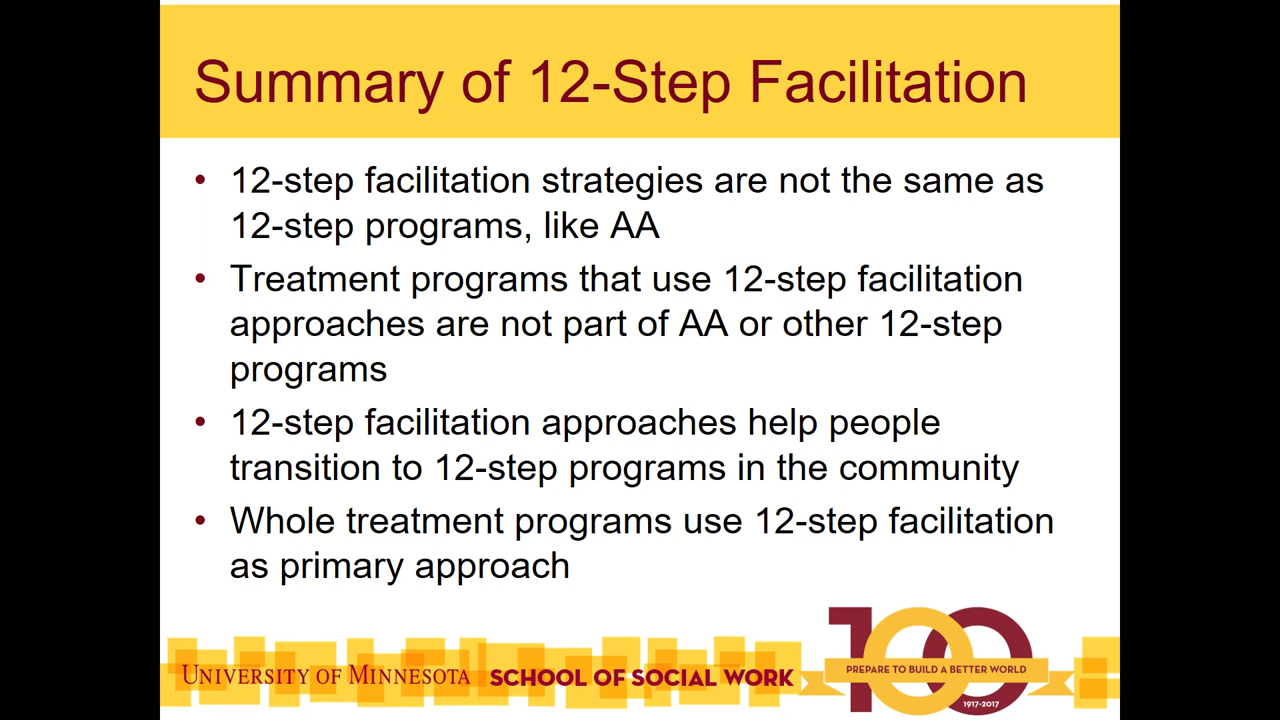 Summary of 12-Step Facilitation
• 12-step facilitation strategies are not the same as
12-step programs, like AA
• Treatment programs that use 12-step facilitation
approaches are not part of AA or other 12-step
programs
• 12-step facilitation approaches help people
transition to 12-step programs in the community
• Whole treatment programs use 12-step facilitation
as primary approach
UNIVERSITY OF MINNESOTA SCHOOL OF SOCIAL WORK
100
PREPARE TO BUILD A BETTER WORLD
1917-2017